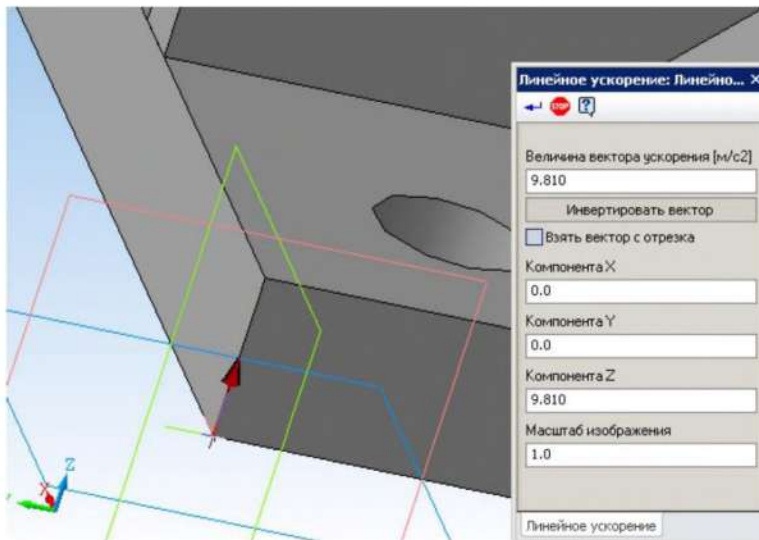 Линейное ускорение: Линейно... ×
STOP ?
Величина вектора ускорения [м/с2]
9.810
Инвертировать вектор
Взять вектор с отрезка
Компонента X
0.0
Компонента Y
0.0
Компонента Z
9.810
Масштаб изображения
1.0
Линейное ускорение
X
Z